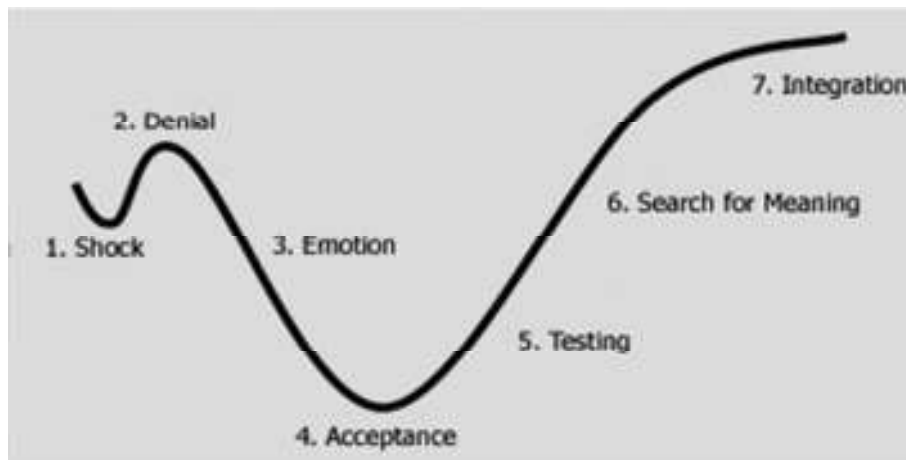 1. Shock
2. Denial
3. Emotion
4. Acceptance
5. Testing
6. Search for Meaning
7. Integration